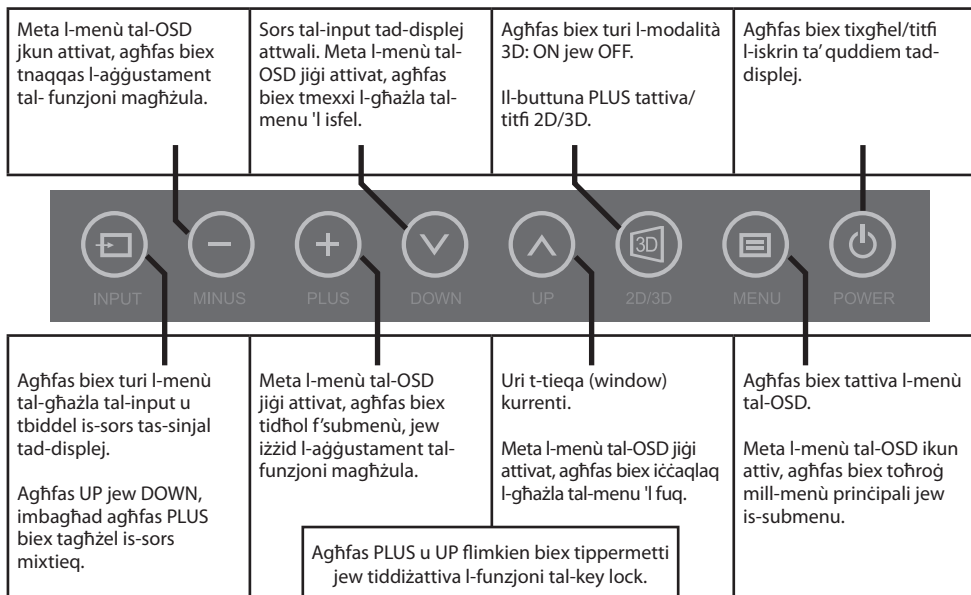 Meta l-menù tal-OSD
jkun attivat, agħfas biex
tnaqqas l-aġġustament
tal- funzjoni magħżula.
Sors tal-input tad-displej
attwali. Meta l-menù tal-
OSD jiġi attivat, agħfas
biex tmexxi l-għażla tal-
menu 'l isfel.
Agħfas biex turi l-modalità
3D: ON jew OFF.
Il-buttuna PLUS tattiva/
titfi 2D/3D.
Agħfas biex tixgħel/titfi
l-iskrin ta' quddiem tad-
displej.
3D
INPUT MINUS PLUS DOWN UP 2D/3D MENU POWER
Agħfas biex turi l-menù
tal-għażla tal-input u
tbiddel is-sors tas-sinjal
tad-displej.
Agħfas UP jew DOWN,
imbagħad agħfas PLUS
biex tagħżel is-sors
mixtieq.
Meta l-menù tal-OSD
jiġi attivat, agħfas biex
tidħol f'submenù, jew
iżżid l-aġġustament tal-
funzjoni magħżula.
Uri t-tieqa (window)
kurrenti.
Meta l-menù tal-OSD jiġi
attivat, agħfas biex iċċaqlaq
l-għażla tal-menu 'l fuq.
Agħfas biex tattiva l-menù
tal-OSD.
Meta l-menù tal-OSD ikun
attiv, agħfas biex toħroġ
mill-menù prinċipali jew
is-submenu.
Agħfas PLUS u UP flimkien biex tippermetti
jew tiddiżattiva l-funzjoni tal-key lock.